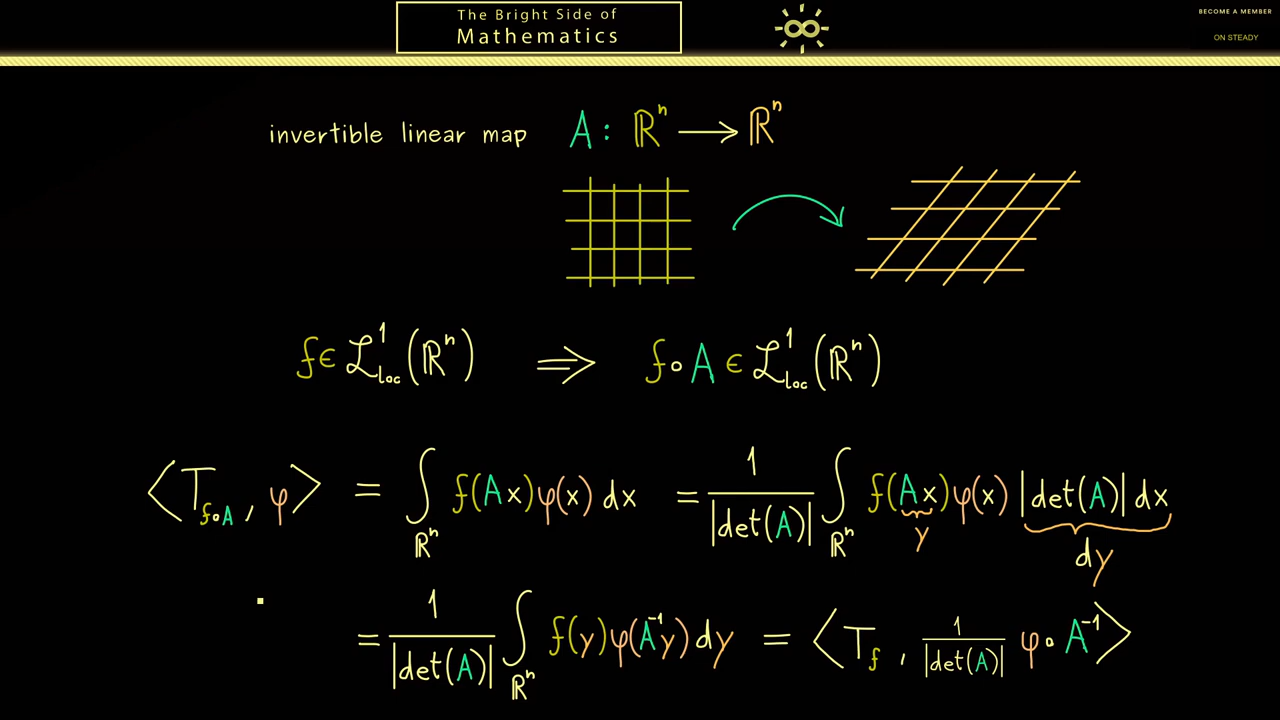 The Bright Side of
Mathematics
BECOME A MEMBER
ON STEADY
invertible linear map A : ℝⁿ ⟶ ℝⁿ
f ∈ ℒ¹_loc(ℝⁿ) ⟹ f ∘ A ∈ ℒ¹_loc(ℝⁿ)
⟨T_{f∘A}, φ⟩ = ∫_{ℝⁿ} f(Ax) φ(x) dx = 1/|det(A)| ∫_{ℝⁿ} f(Ax) φ(x) |det(A)| dx
y dy
= 1/|det(A)| ∫_{ℝⁿ} f(y) φ(A⁻¹y) dy = ⟨T_f, 1/|det(A)| φ ∘ A⁻¹⟩